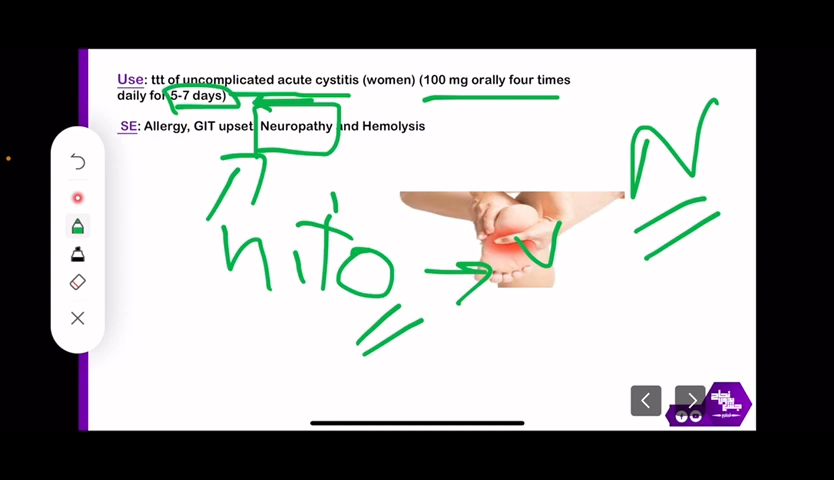 Use: ttt of uncomplicated acute cystitis (women) (100 mg orally four times
daily for 5-7 days)
SE: Allergy, GIT upset Neuropathy and Hemolysis
N
nito